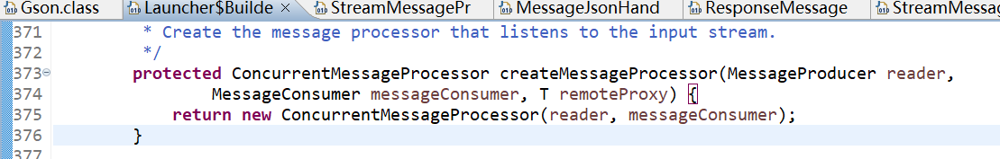 Gson.class Launcher$Builde StreamMessagePr MessageJsonHand ResponseMessage StreamMessag
371 * Create the message processor that listens to the input stream.
372 */
373 protected ConcurrentMessageProcessor createMessageProcessor(MessageProducer reader,
374 MessageConsumer messageConsumer, T remoteProxy) {
375 return new ConcurrentMessageProcessor(reader, messageConsumer);
376 }
377